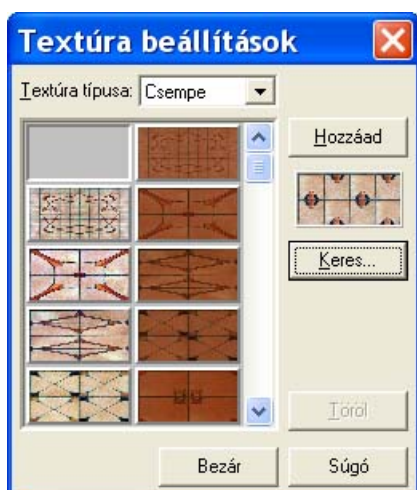 Textúra beállítások
Textúra típusa: Csempe
Hozzáad
Keres...
Töröl
Bezár
Súgó